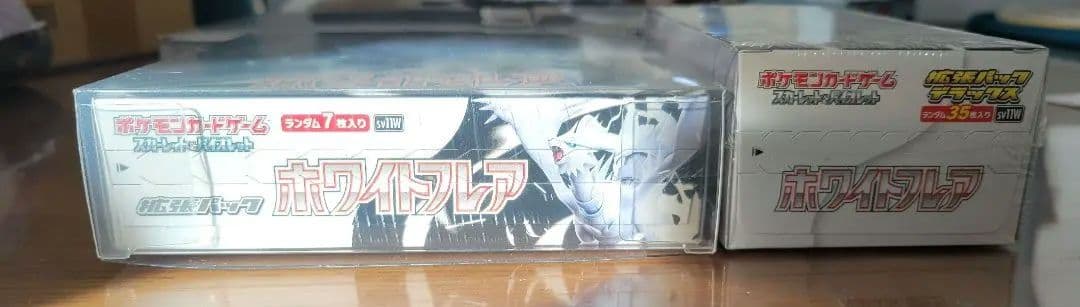 ポケモンカードゲーム
スカーレット&バイオレット
ランダム7枚入り
sv11W
拡張パック
ホワイトフレア
ポケモンカードゲーム
スカーレット&バイオレット
拡張パック
デラックス
ランダム35枚入り
sv11W
ホワイトフレア